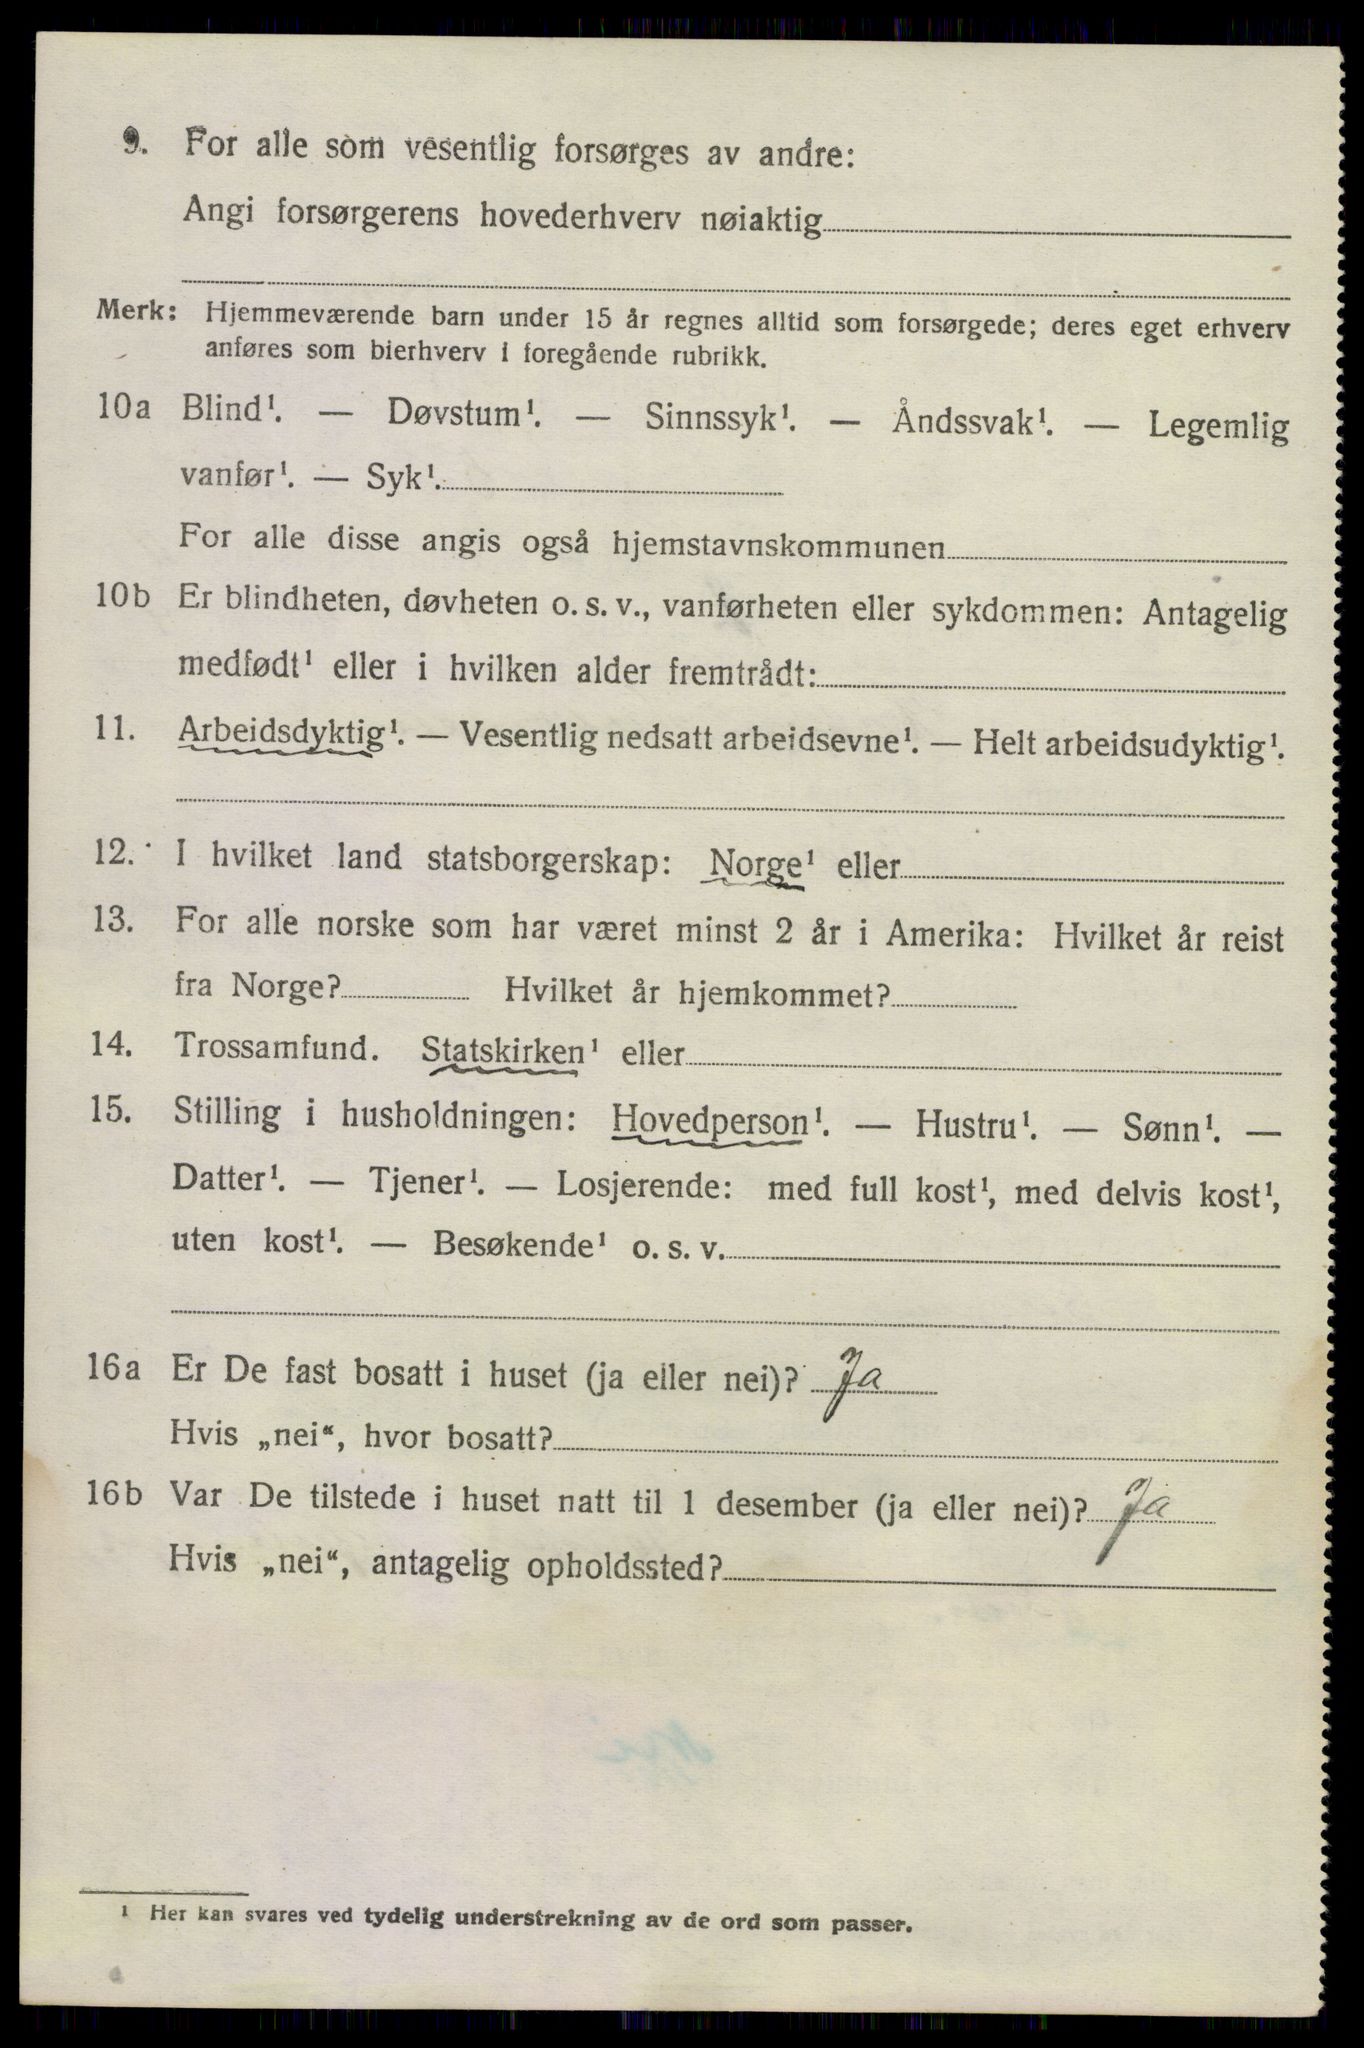 9. For alle som vesentlig forsørges av andre:
Angi forsørgerens hovederhverv nøiaktig
Merk: Hjemmeværende barn under 15 år regnes alltid som forsørgede; deres eget erhverv
anføres som bierhverv i foregående rubrikk.
10a Blind¹. — Døvstum¹. — Sinnssyk¹. — Åndssvak¹. — Legemlig
vanfør¹. — Syk¹.
For alle disse angis også hjemstavnskommunen
10b Er blindheten, døvheten o. s. v., vanførheten eller sykdommen: Antagelig
medfødt¹ eller i hvilken alder fremtrådt:
11. Arbeidsdyktig¹. — Vesentlig nedsatt arbeidsevne¹. — Helt arbeidsudyktig¹.
12. I hvilket land statsborgerskap: Norge¹ eller
13. For alle norske som har været minst 2 år i Amerika: Hvilket år reist
fra Norge? Hvilket år hjemkommet?
14. Trossamfund. Statskirken¹ eller
15. Stilling i husholdningen: Hovedperson¹. — Hustru¹. — Sønn¹. —
Datter¹. — Tjener¹. — Losjerende: med full kost¹, med delvis kost¹,
uten kost¹. — Besøkende¹ o. s. v.
16a Er De fast bosatt i huset (ja eller nei)? Ja
Hvis „nei“, hvor bosatt?
16b Var De tilstede i huset natt til 1 desember (ja eller nei)? Ja
Hvis „nei“, antagelig opholdssted?
1 Her kan svares ved tydelig understrekning av de ord som passer.